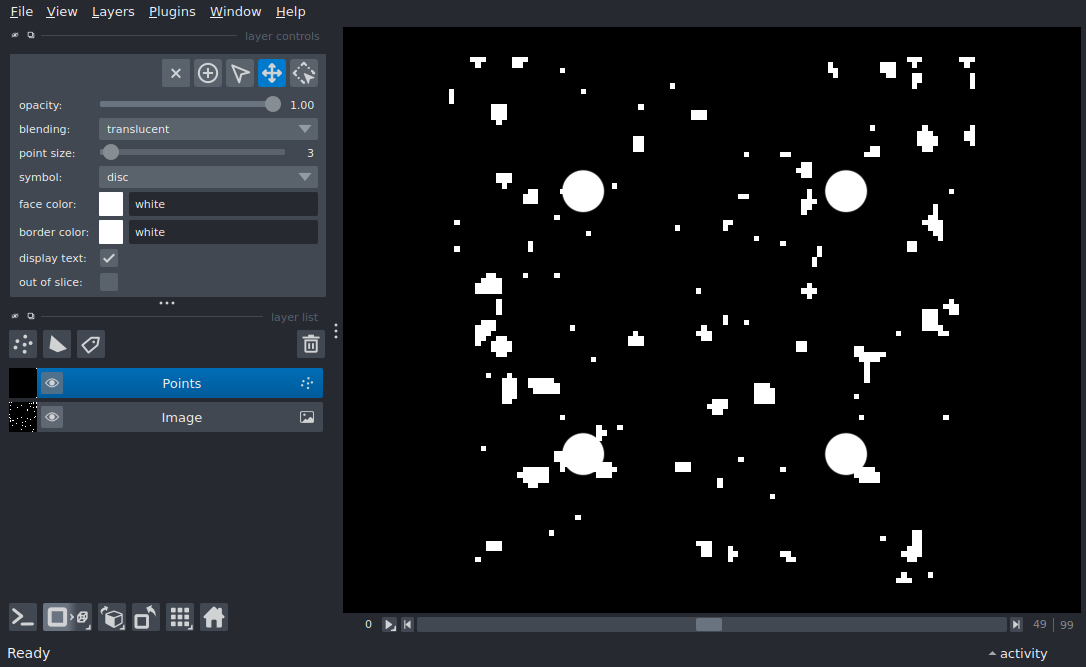 File View Layers Plugins Window Help
layer controls
opacity: 1.00
blending: translucent
point size: 3
symbol: disc
face color: white
border color: white
display text:
out of slice:
layer list
Points
Image
0 49 99
Ready activity